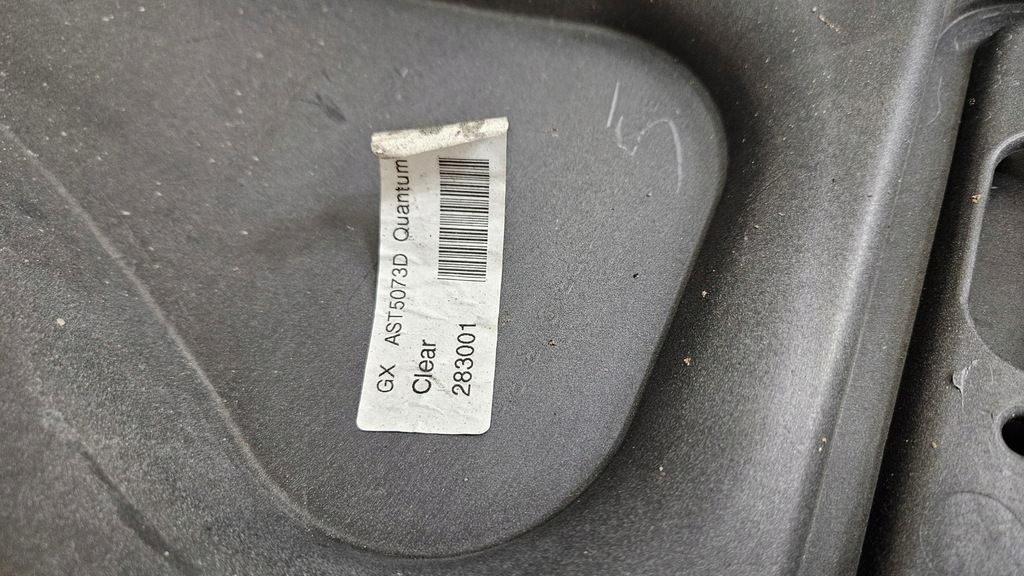 GX AST5073D Quantum
Clear
283001